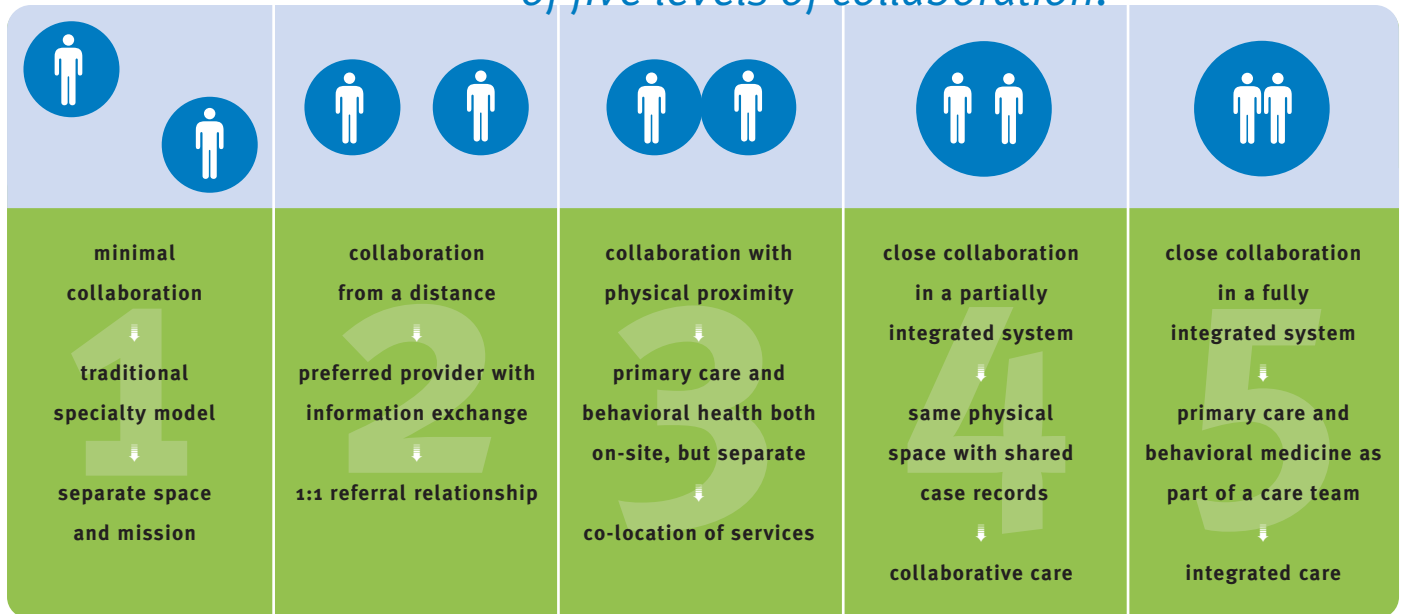 of five levels of collaboration:
minimal
collaboration
traditional
specialty model
separate space
and mission
1
collaboration
from a distance
preferred provider with
information exchange
1:1 referral relationship
2
collaboration with
physical proximity
primary care and
behavioral health both
on-site, but separate
co-location of services
3
close collaboration
in a partially
integrated system
same physical
space with shared
case records
collaborative care
4
close collaboration
in a fully
integrated system
primary care and
behavioral medicine as
part of a care team
integrated care
5